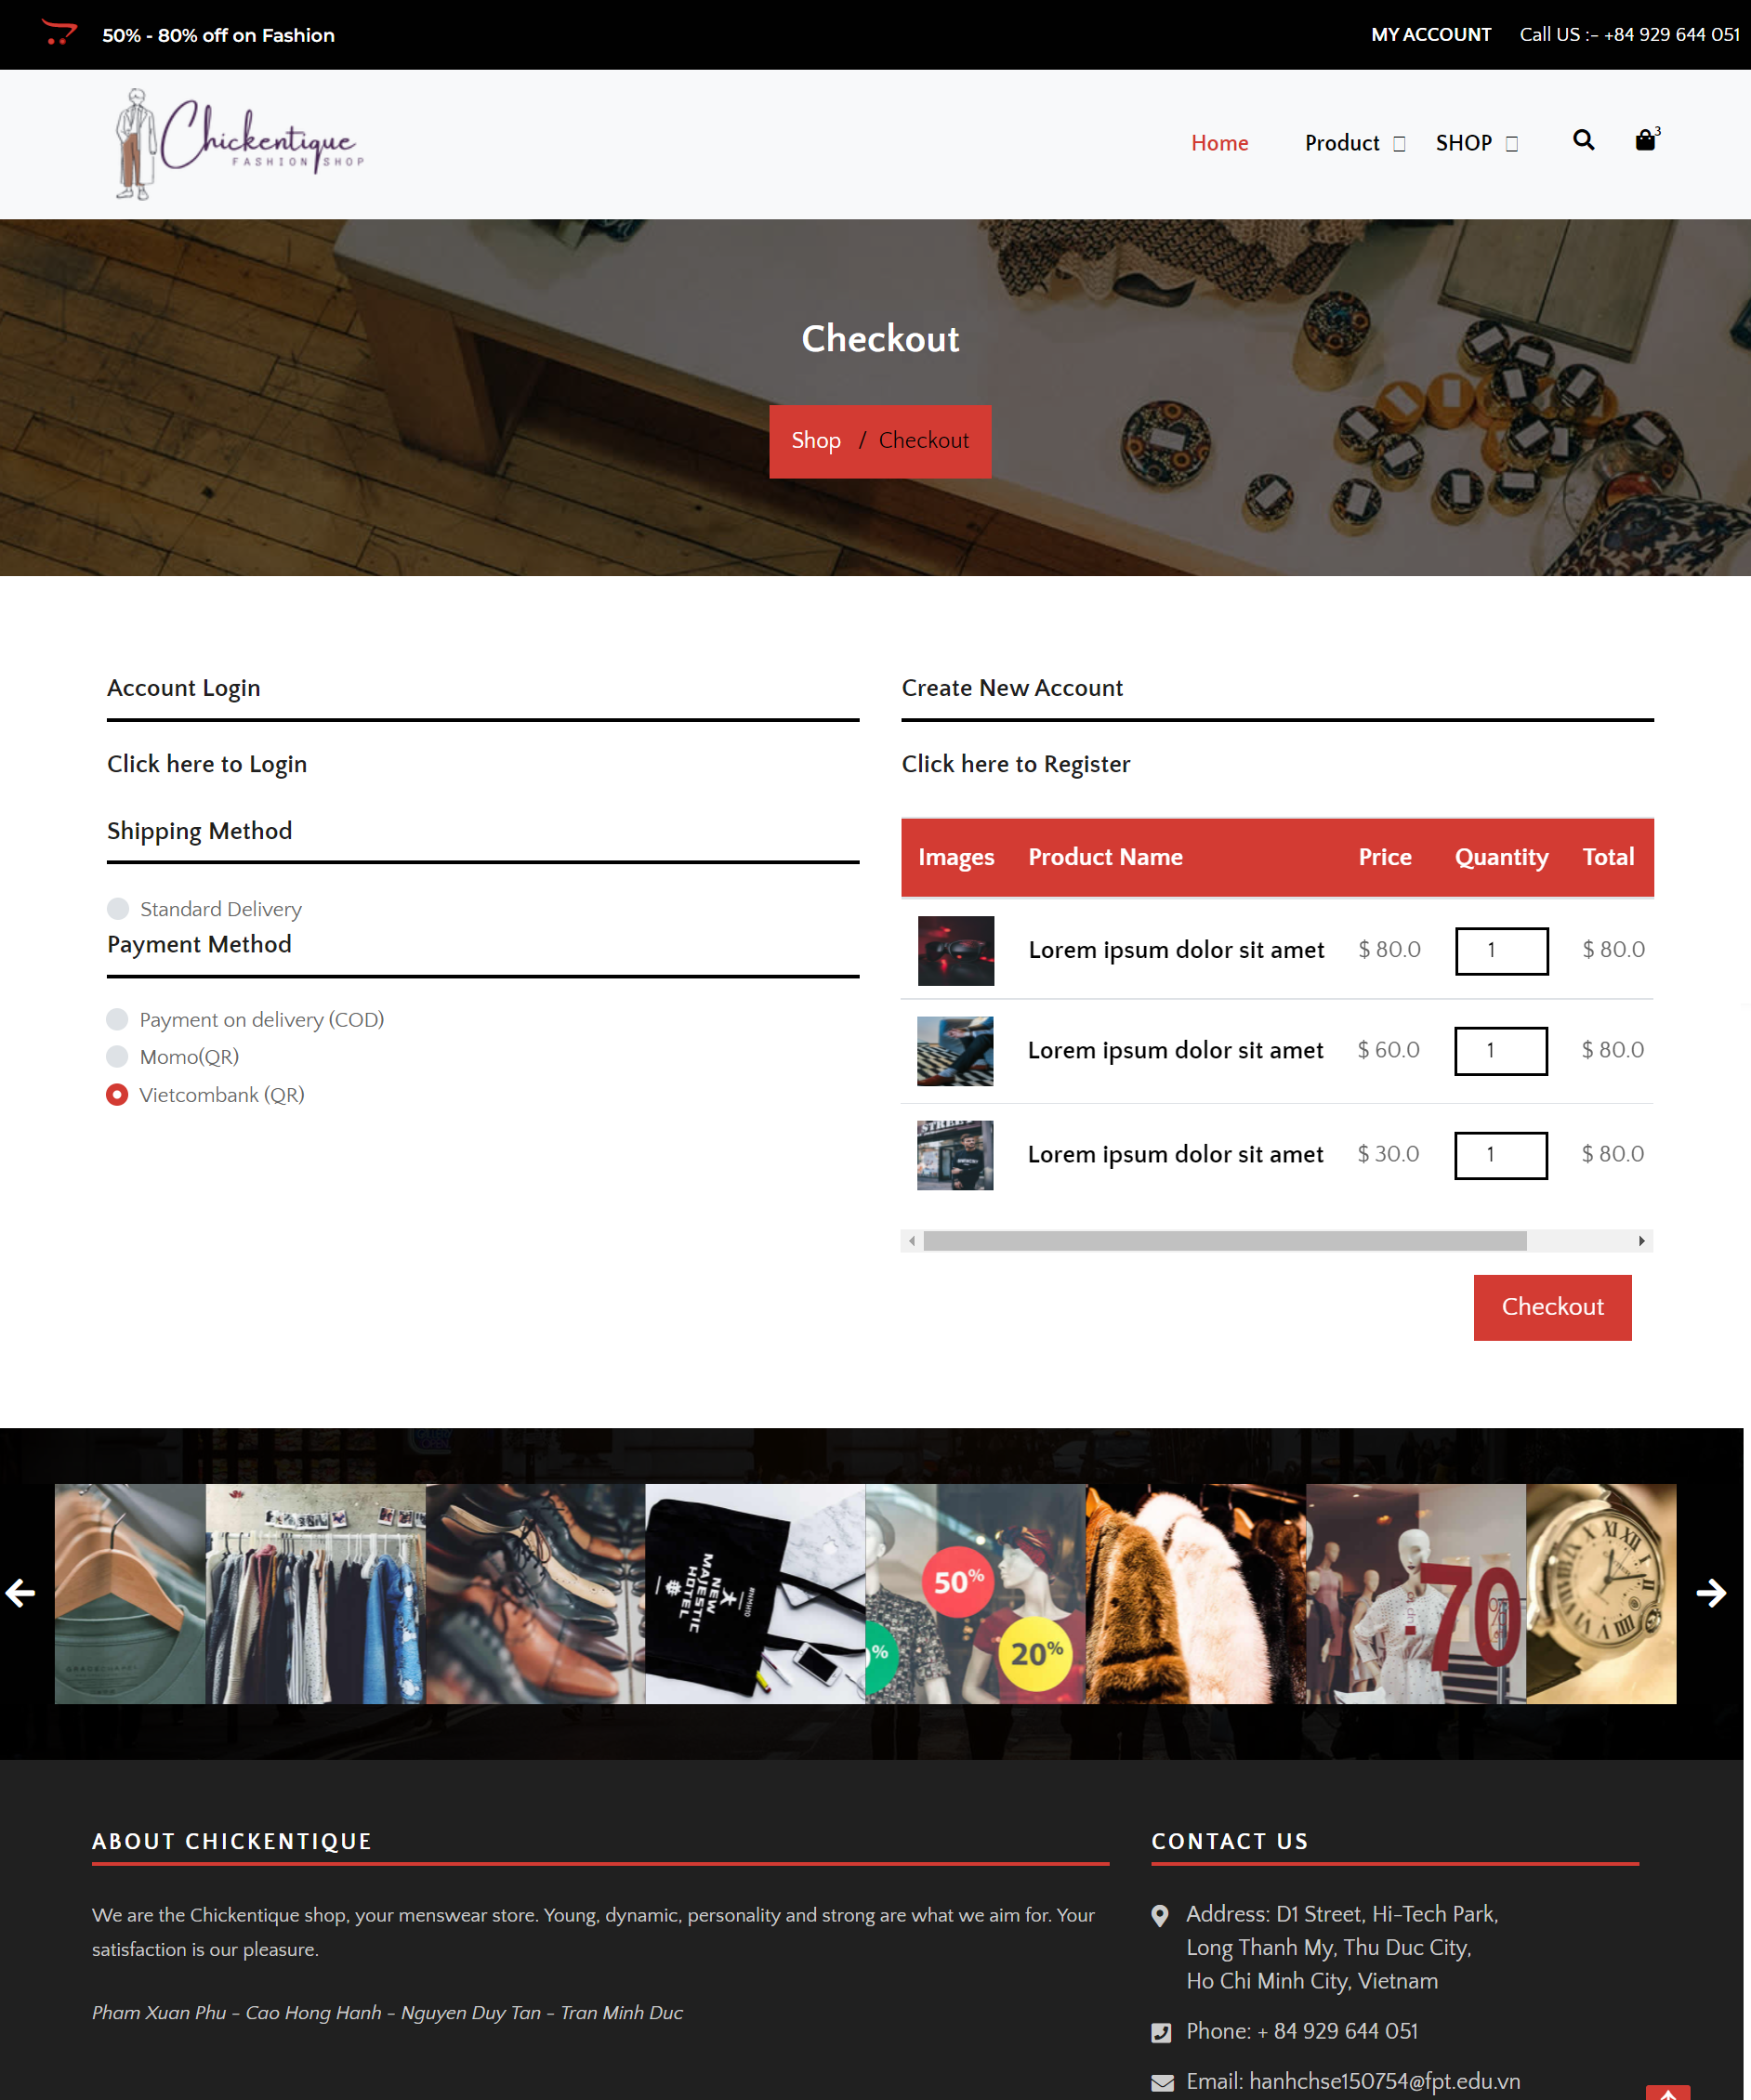 50% - 80% off on Fashion
MY ACCOUNT
Call US :- +84 929 644 051
Chickentique
FASHION SHOP
Home
Product
SHOP
3
Checkout
Shop / Checkout
Account Login
Click here to Login
Shipping Method
Standard Delivery
Payment Method
Payment on delivery (COD)
Momo(QR)
Vietcombank (QR)
Create New Account
Click here to Register
Images Product Name Price Quantity Total
Lorem ipsum dolor sit amet $ 80.0 1 $ 80.0
Lorem ipsum dolor sit amet $ 60.0 1 $ 80.0
STREET
Lorem ipsum dolor sit amet $ 30.0 1 $ 80.0
Checkout
NEW
MAJESTIC
HOTEL
50%
20%
%
up to
70%
XII
ABOUT CHICKENTIQUE
We are the Chickentique shop, your menswear store. Young, dynamic, personality and strong are what we aim for. Your
satisfaction is our pleasure.
Pham Xuan Phu - Cao Hong Hanh - Nguyen Duy Tan - Tran Minh Duc
CONTACT US
Address: D1 Street, Hi-Tech Park,
Long Thanh My, Thu Duc City,
Ho Chi Minh City, Vietnam
Phone: + 84 929 644 051
Email: hanhchse150754@fpt.edu.vn